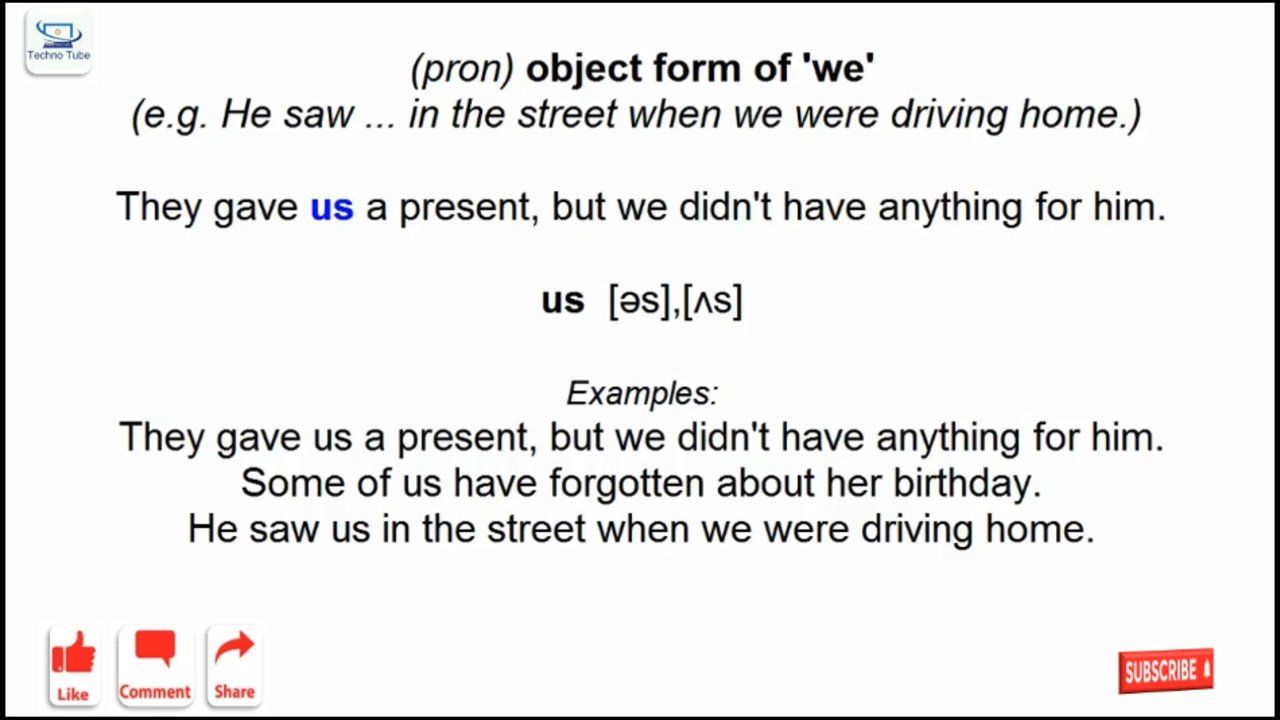 Techno Tube
(pron) object form of 'we'
(e.g. He saw ... in the street when we were driving home.)
They gave us a present, but we didn't have anything for him.
us [əs],[ʌs]
Examples:
They gave us a present, but we didn't have anything for him.
Some of us have forgotten about her birthday.
He saw us in the street when we were driving home.
Like
Comment
Share
SUBSCRIBE